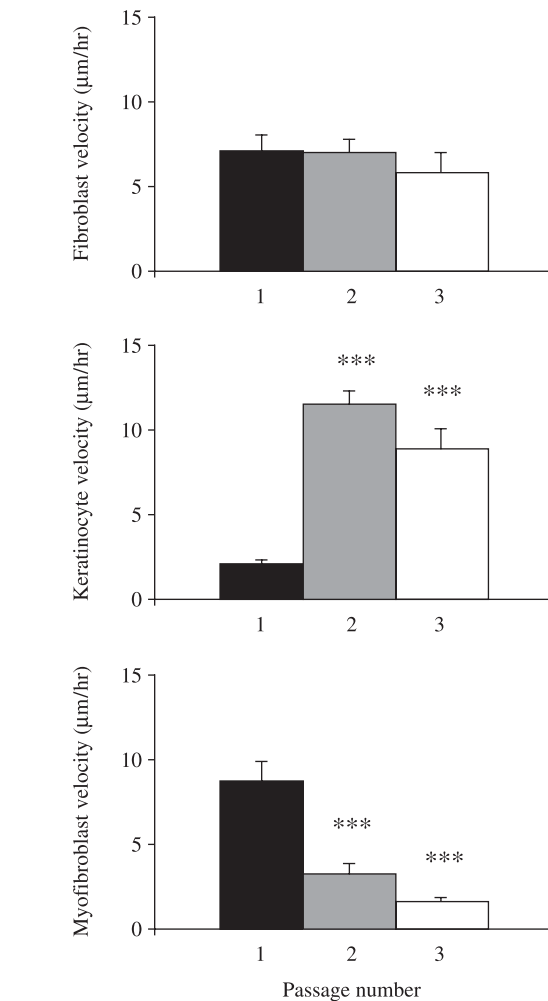 Fibroblast velocity (μm/hr)
15
10
5
0
1 2 3
Keratinocyte velocity (μm/hr)
15
10
5
0
*** ***
1 2 3
Myofibroblast velocity (μm/hr)
15
10
5
0
*** ***
1 2 3
Passage number